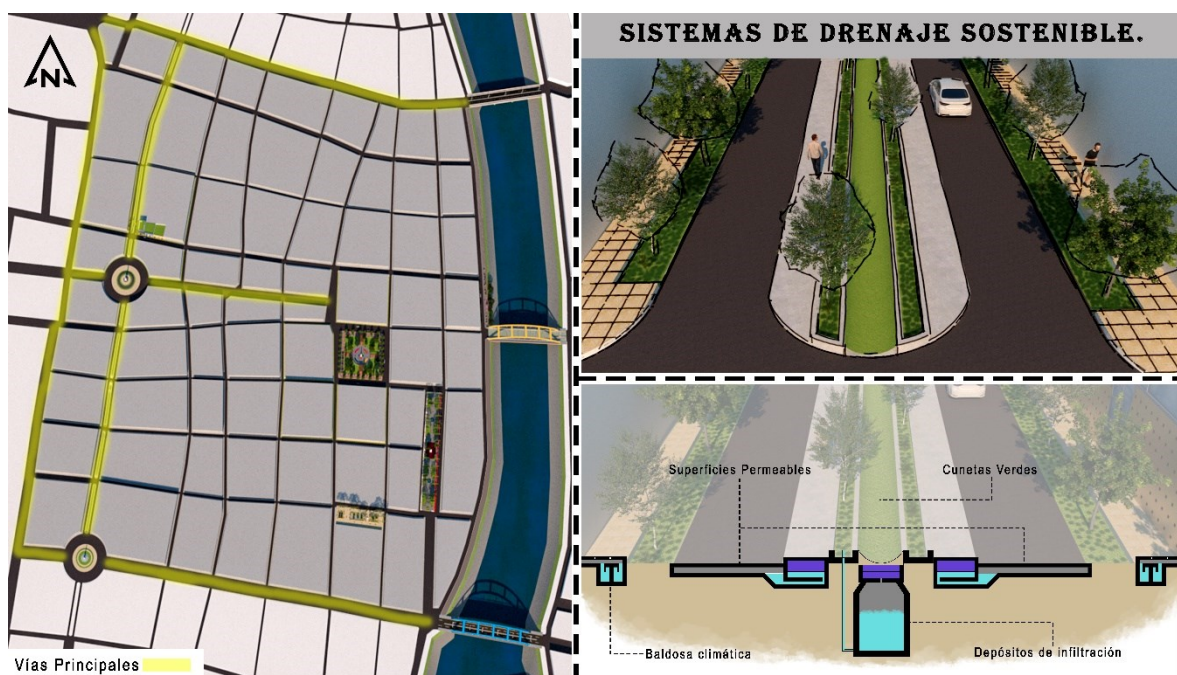 N
Vías Principales
SISTEMAS DE DRENAJE SOSTENIBLE.
Superficies Permeables
Cunetas Verdes
Baldosa climática
Depósitos de infiltración